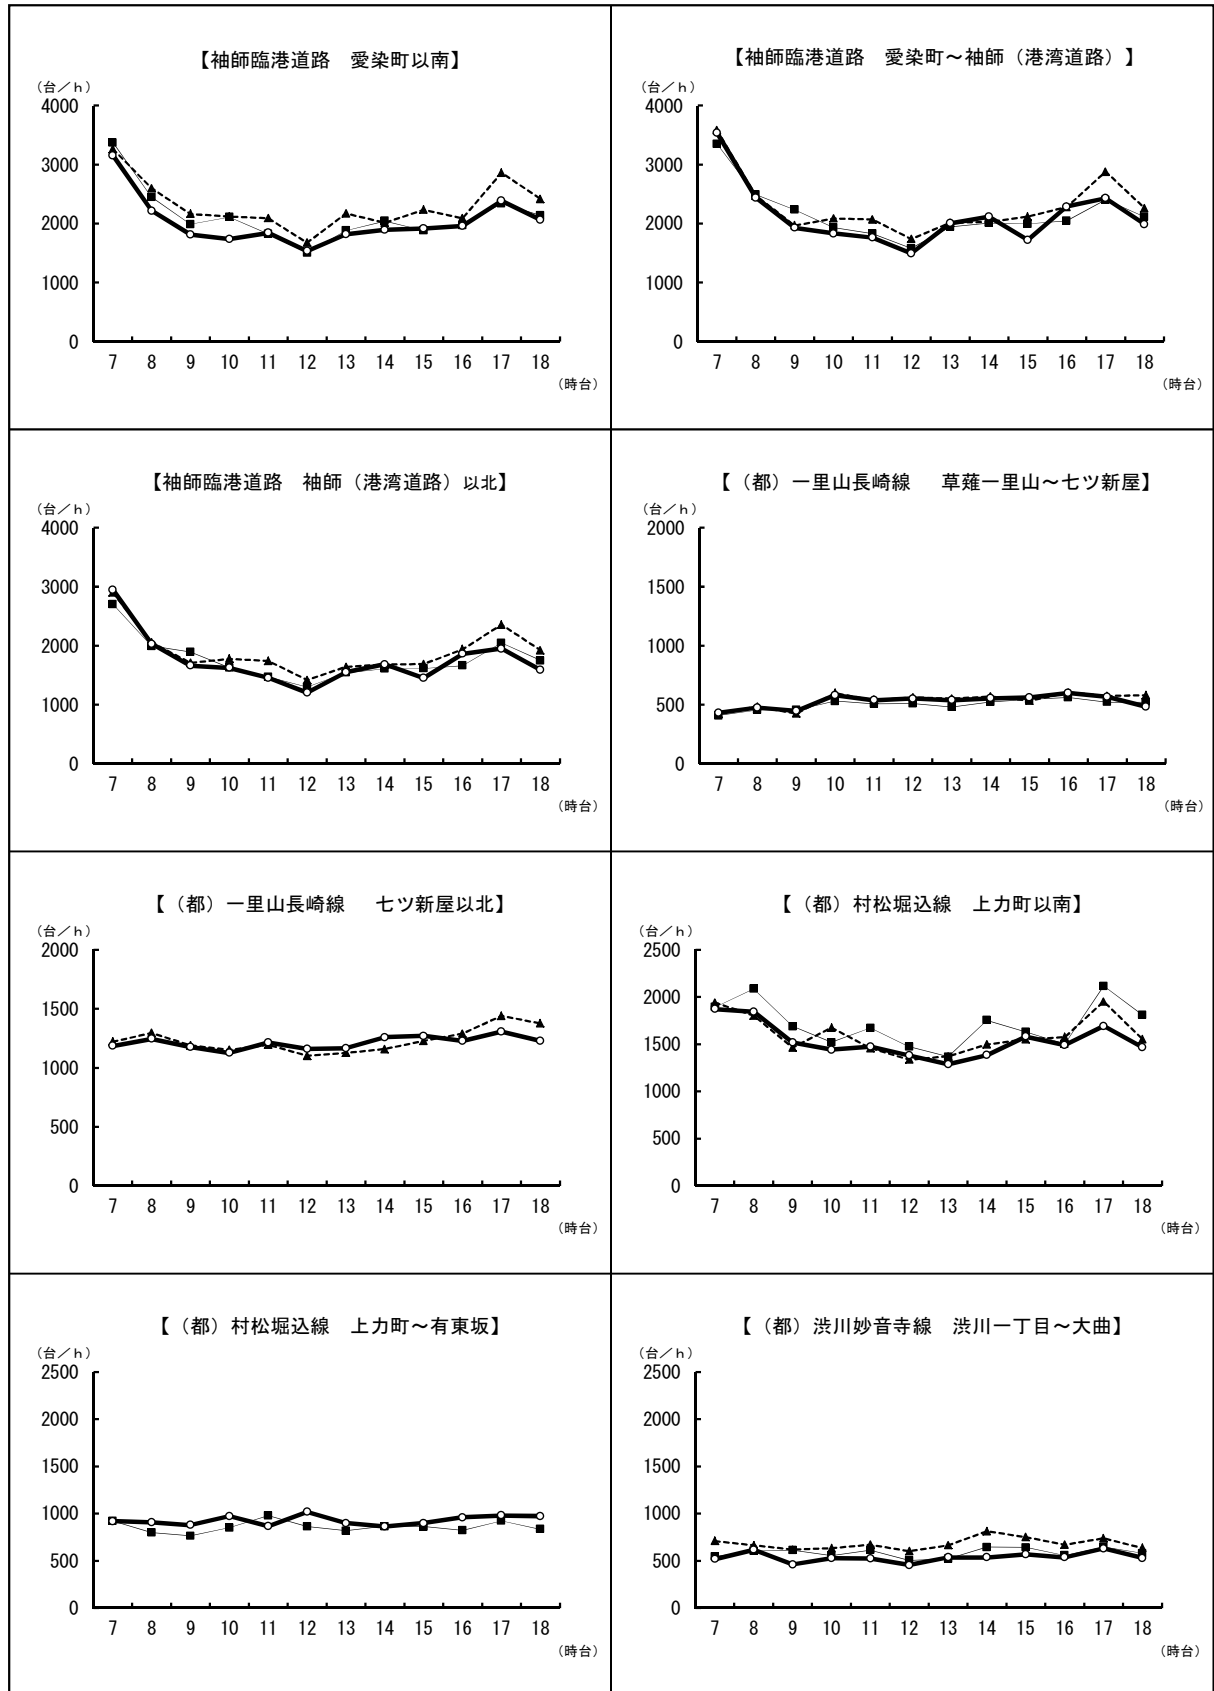 【袖師臨港道路　愛染町以南】
（台／h）
4000
3000
2000
1000
0
7 8 9 10 11 12 13 14 15 16 17 18
（時台）
【袖師臨港道路　愛染町～袖師（港湾道路）】
（台／h）
4000
3000
2000
1000
0
7 8 9 10 11 12 13 14 15 16 17 18
（時台）
【袖師臨港道路　袖師（港湾道路）以北】
（台／h）
4000
3000
2000
1000
0
7 8 9 10 11 12 13 14 15 16 17 18
（時台）
【（都）一里山長崎線　草薙一里山～七ツ新屋】
（台／h）
2000
1500
1000
500
0
7 8 9 10 11 12 13 14 15 16 17 18
（時台）
【（都）一里山長崎線　七ツ新屋以北】
（台／h）
2000
1500
1000
500
0
7 8 9 10 11 12 13 14 15 16 17 18
（時台）
【（都）村松堀込線　上力町以南】
（台／h）
2500
2000
1500
1000
500
0
7 8 9 10 11 12 13 14 15 16 17 18
（時台）
【（都）村松堀込線　上力町～有東坂】
（台／h）
2500
2000
1500
1000
500
0
7 8 9 10 11 12 13 14 15 16 17 18
（時台）
【（都）渋川妙音寺線　渋川一丁目～大曲】
（台／h）
2500
2000
1500
1000
500
0
7 8 9 10 11 12 13 14 15 16 17 18
（時台）